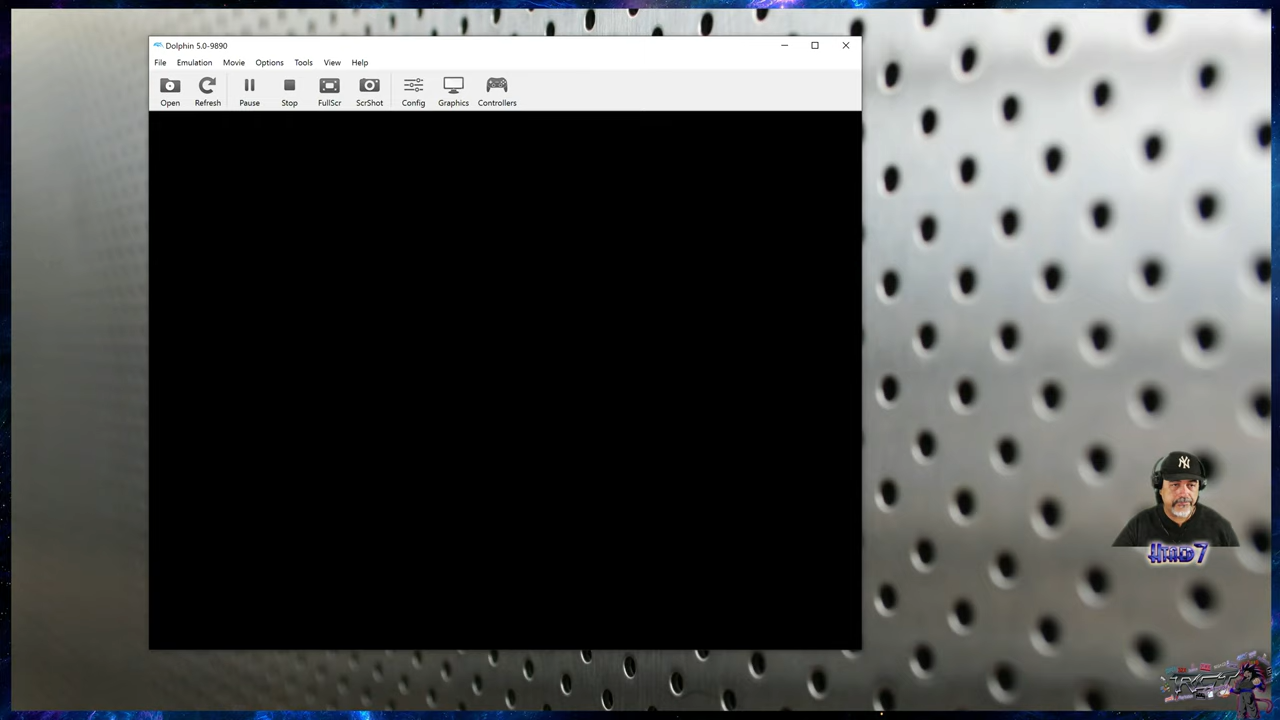 Dolphin 5.0-9890
File Emulation Movie Options Tools View Help
Open Refresh Pause Stop FullScr ScrShot Config Graphics Controllers
NY